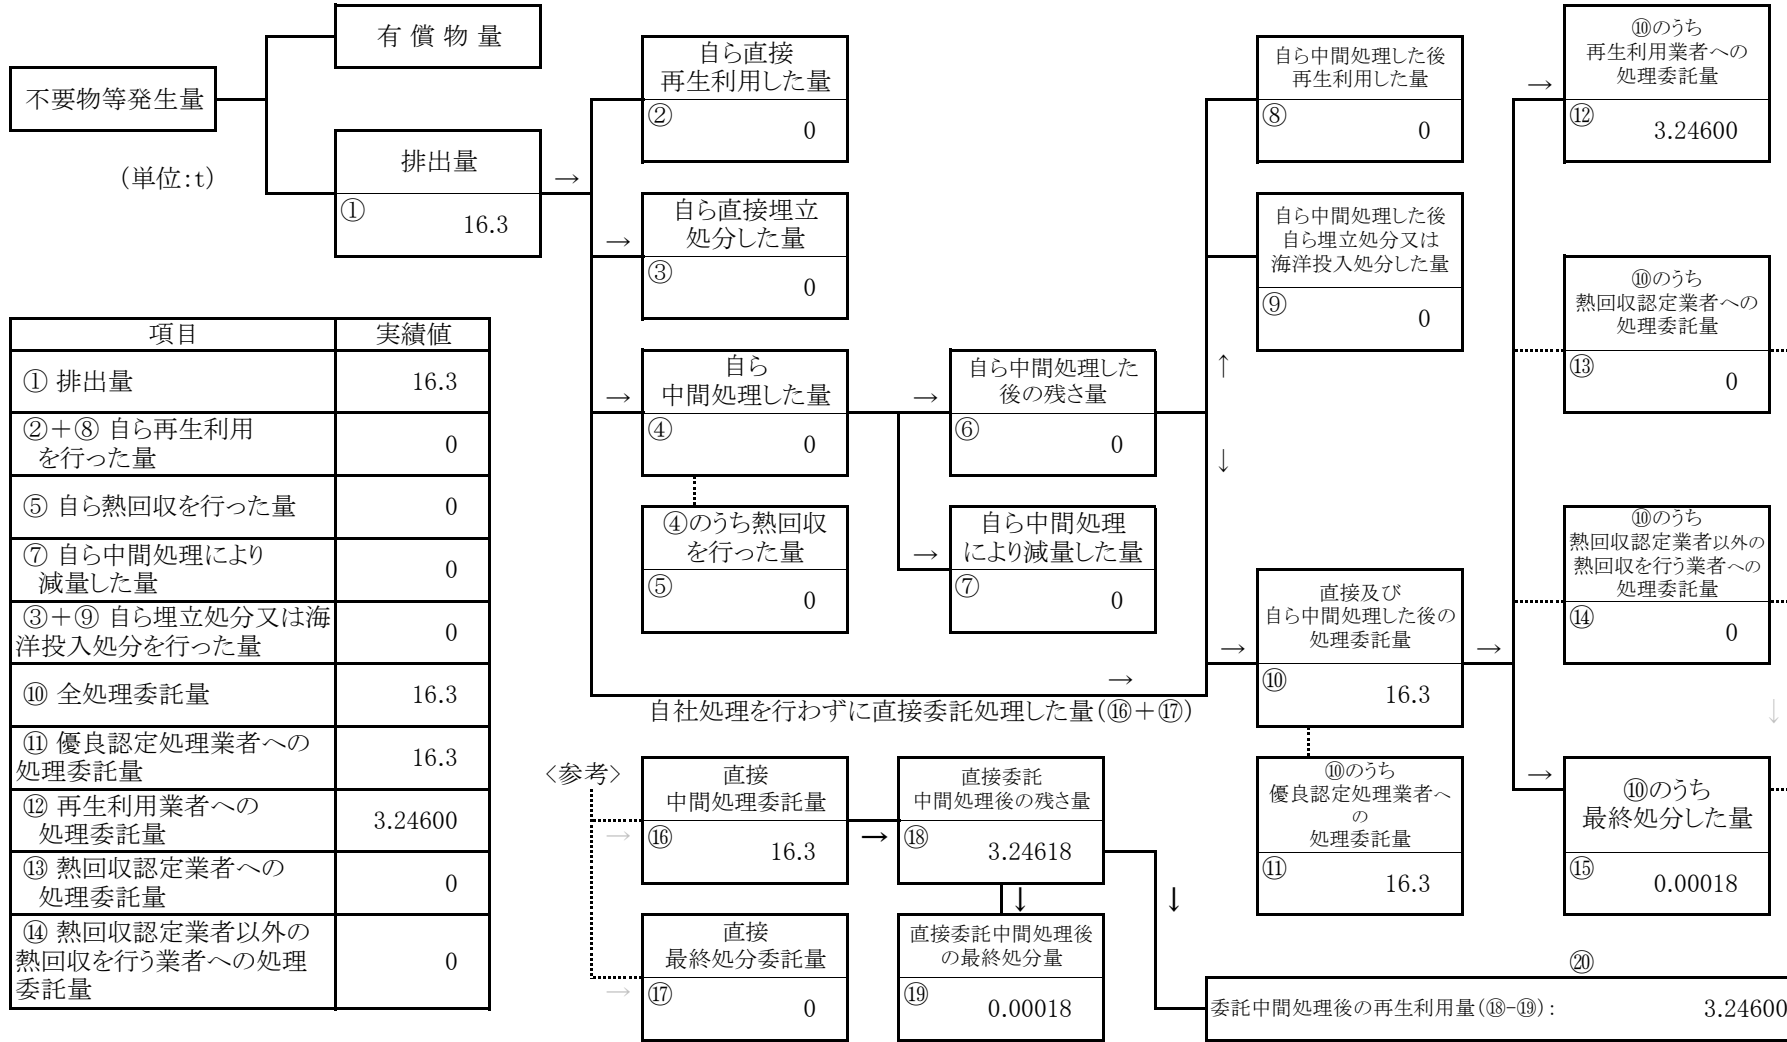 不要物等発生量
(単位:t)
有 償 物 量
排出量
① 16.3
→
自ら直接
再生利用した量
② 0
→
自ら直接埋立
処分した量
③ 0
→
自ら
中間処理した量
④ 0
④のうち熱回収
を行った量
⑤ 0
→
自ら中間処理した
後の残さ量
⑥ 0
→
自ら中間処理
により減量した量
⑦ 0
↑
↓
自ら中間処理した後
再生利用した量
⑧ 0
自ら中間処理した後
自ら埋立処分又は
海洋投入処分した量
⑨ 0
→
自社処理を行わずに直接委託処理した量(⑯+⑰)
→
直接及び
自ら中間処理した後の
処理委託量
⑩ 16.3
⑩のうち
優良認定処理業者へ
の
処理委託量
⑪ 16.3
→
→
⑩のうち
再生利用業者への
処理委託量
⑫ 3.24600
⑩のうち
熱回収認定業者への
処理委託量
⑬ 0
⑩のうち
熱回収認定業者以外の
熱回収を行う業者への
処理委託量
⑭ 0
↓
→
⑩のうち
最終処分した量
⑮ 0.00018
項目 実績値
① 排出量 16.3
②+⑧ 自ら再生利用
を行った量 0
⑤ 自ら熱回収を行った量 0
⑦ 自ら中間処理により
減量した量 0
③+⑨ 自ら埋立処分又は海
洋投入処分を行った量 0
⑩ 全処理委託量 16.3
⑪ 優良認定処理業者への
処理委託量 16.3
⑫ 再生利用業者への
処理委託量 3.24600
⑬ 熱回収認定業者への
処理委託量 0
⑭ 熱回収認定業者以外の
熱回収を行う業者への処理
委託量 0
<参考>
→
直接
中間処理委託量
⑯ 16.3
→
直接委託
中間処理後の残さ量
⑱ 3.24618
↓
↓
→
直接
最終処分委託量
⑰ 0
直接委託中間処理後
の最終処分量
⑲ 0.00018
⑳
委託中間処理後の再生利用量(⑱-⑲): 3.24600